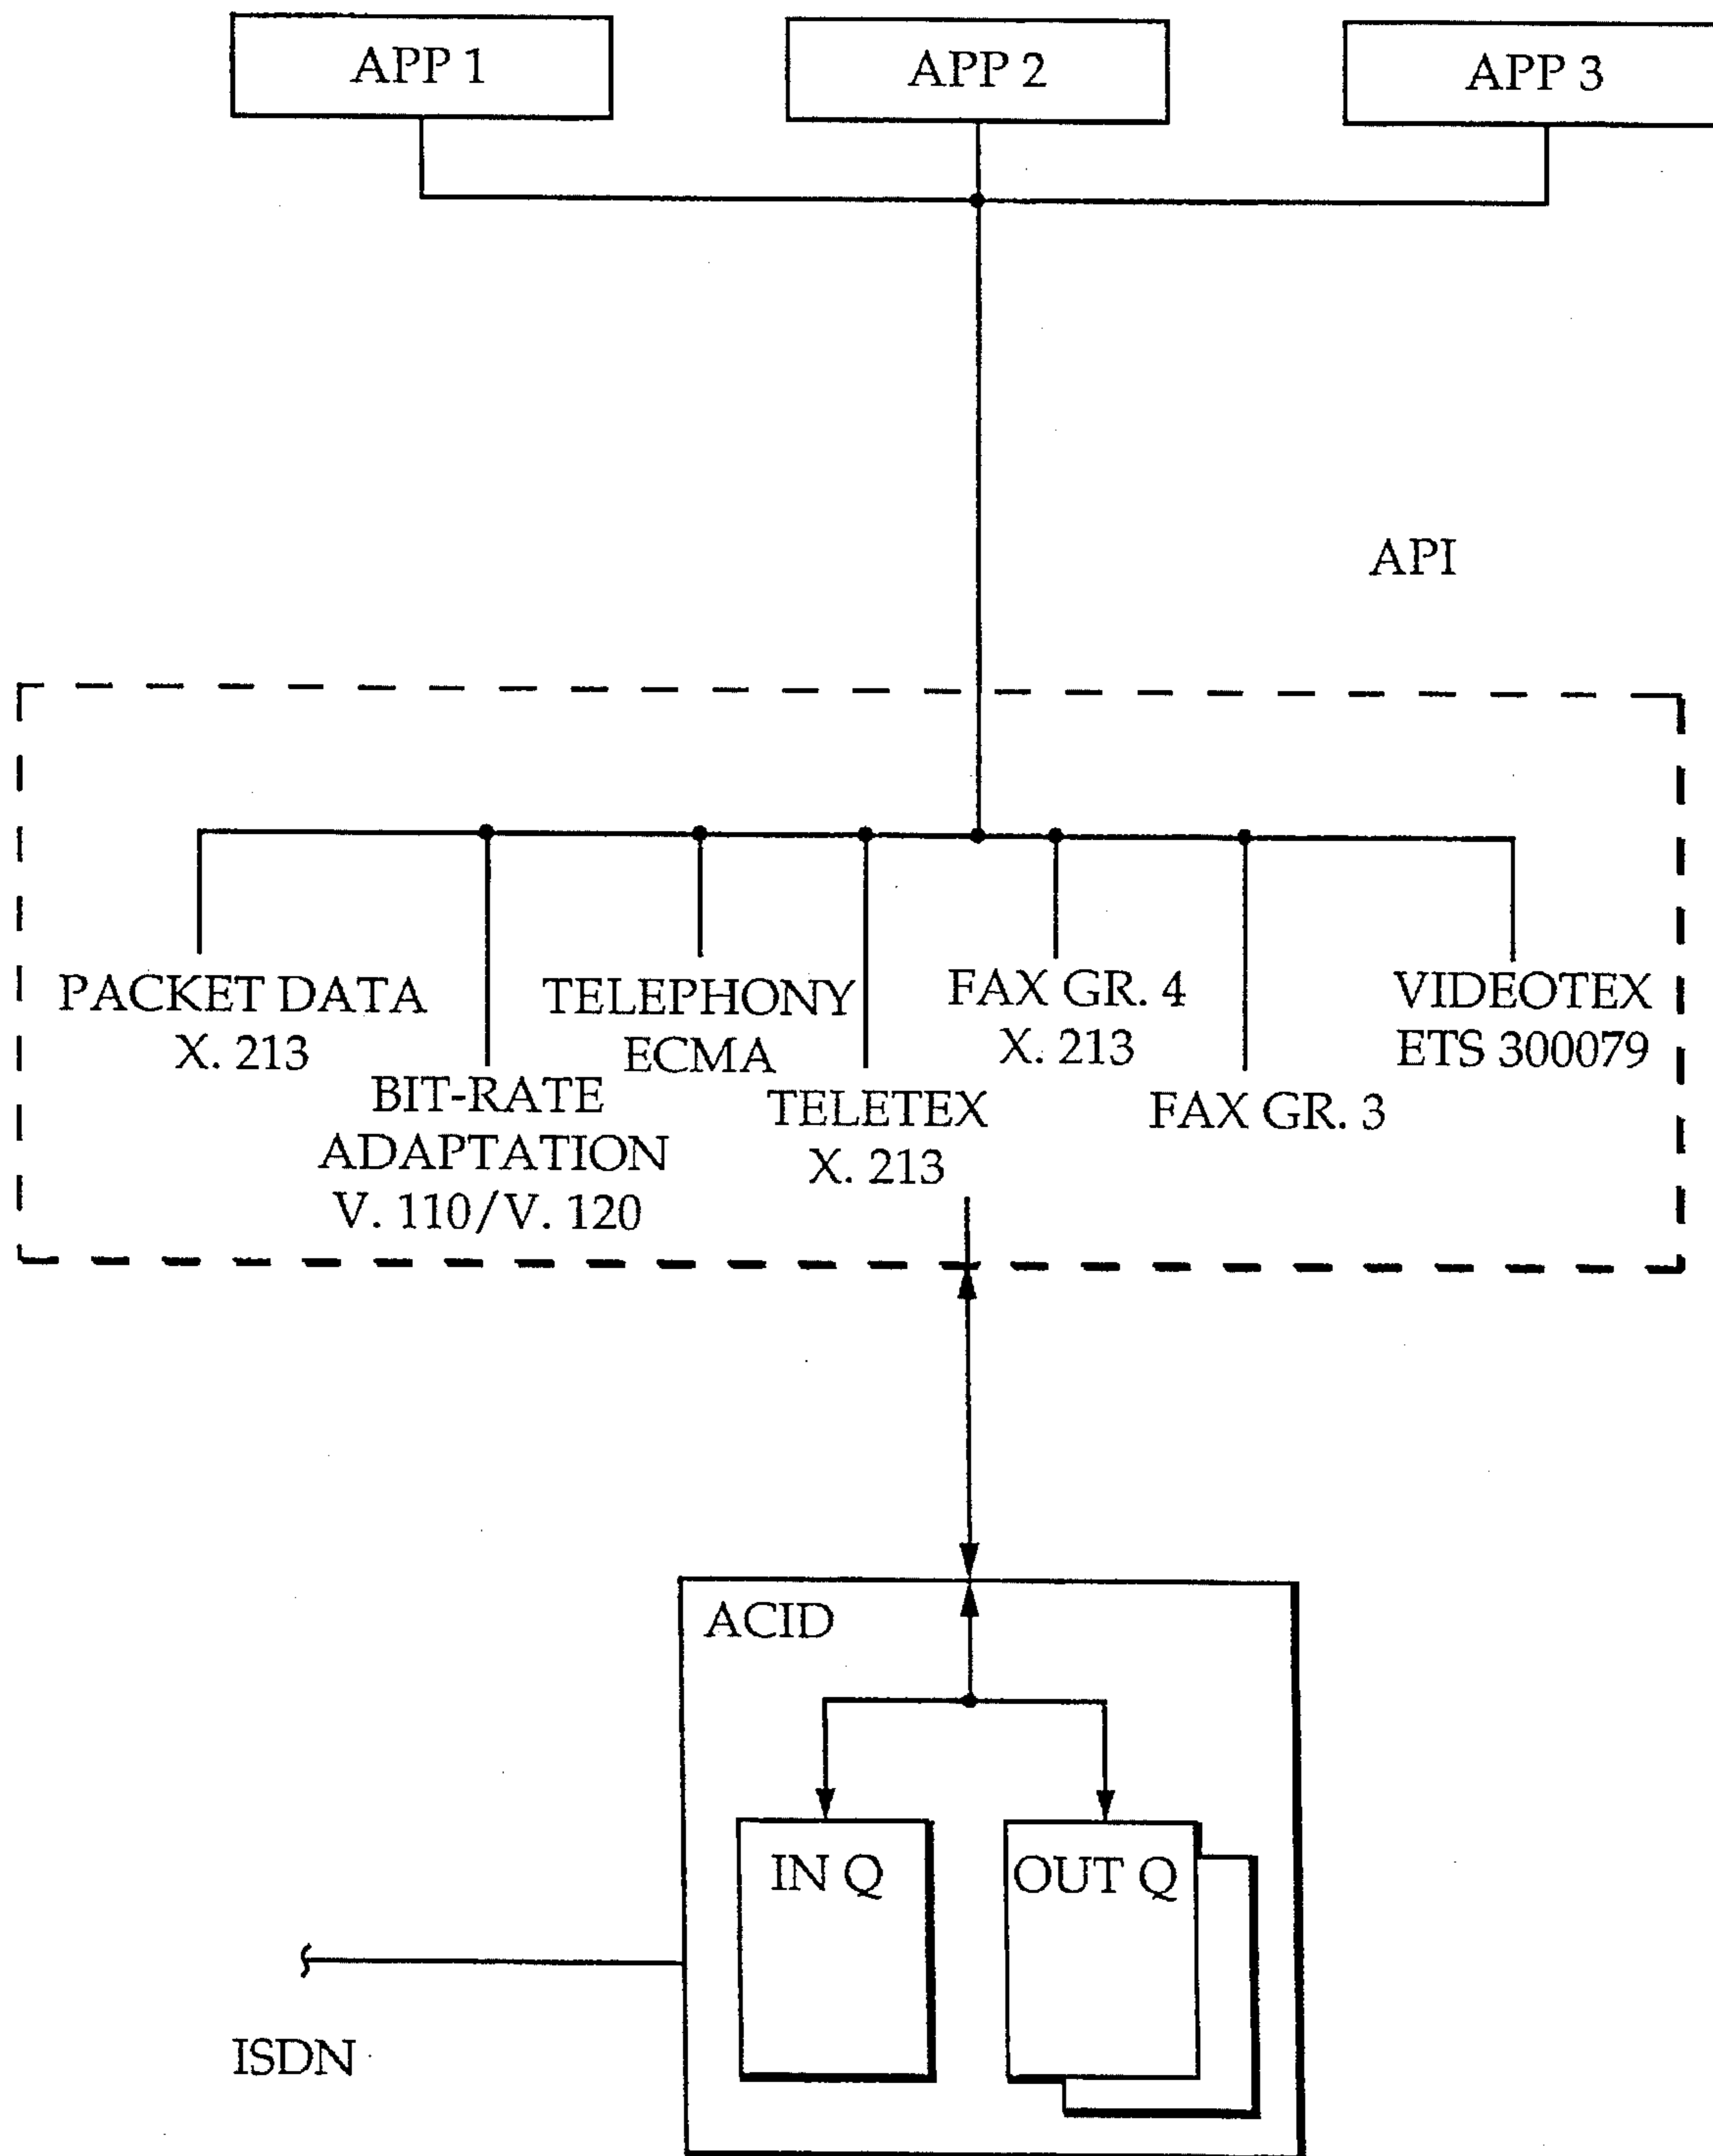 APP 1
APP 2
APP 3
API
PACKET DATA
X. 213
BIT-RATE
ADAPTATION
V. 110/V. 120
TELEPHONY
ECMA
TELETEX
X. 213
FAX GR. 4
X. 213
FAX GR. 3
VIDEOTEX
ETS 300079
ACID
IN Q
OUT Q
ISDN